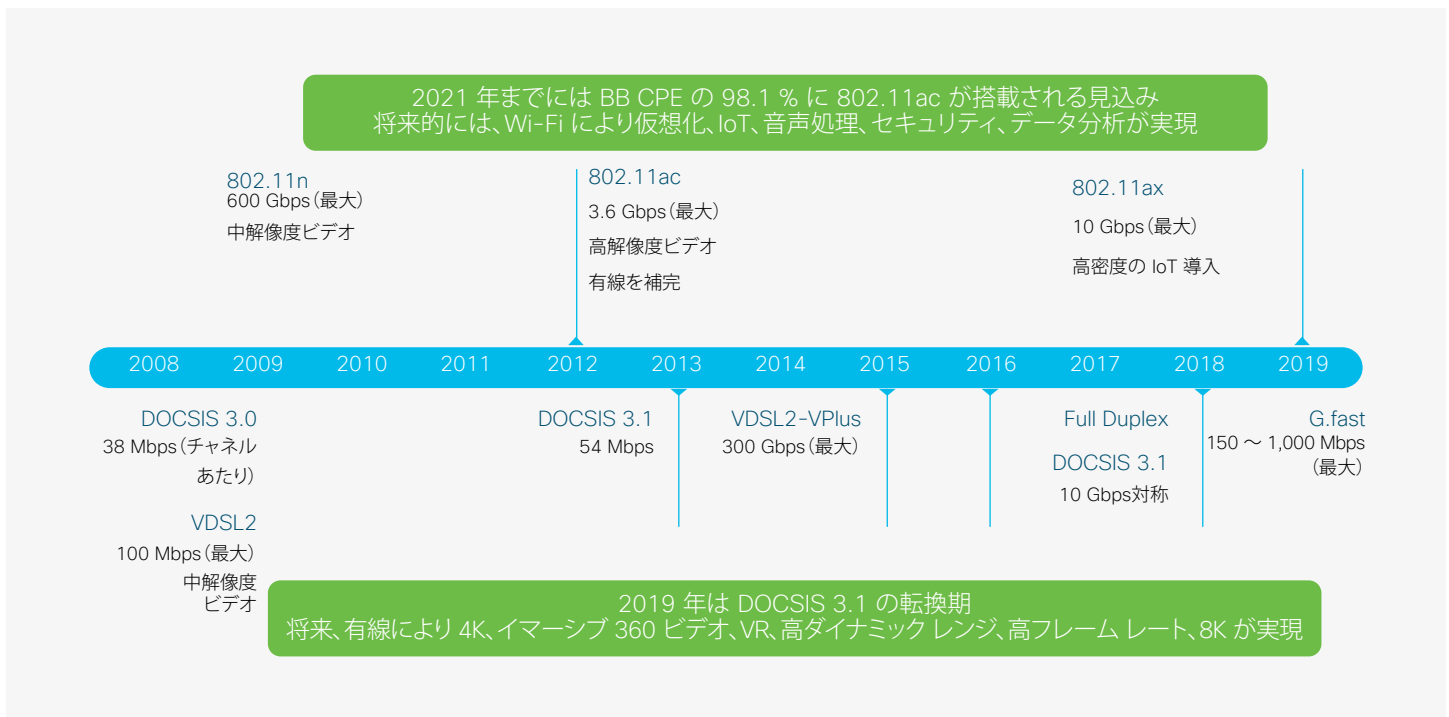 2021 年までには BB CPE の 98.1 % に 802.11ac が搭載される見込み
将来的には、Wi-Fi により仮想化、IoT、音声処理、セキュリティ、データ分析が実現
802.11n
600 Gbps（最大）
中解像度ビデオ
802.11ac
3.6 Gbps（最大）
高解像度ビデオ
有線を補完
802.11ax
10 Gbps（最大）
高密度の IoT 導入
2008 2009 2010 2011 2012 2013 2014 2015 2016 2017 2018 2019
DOCSIS 3.0
38 Mbps（チャネル
あたり）
VDSL2
100 Mbps（最大）
中解像度
ビデオ
DOCSIS 3.1
54 Mbps
VDSL2-VPlus
300 Gbps（最大）
Full Duplex
DOCSIS 3.1
10 Gbps対称
G.fast
150 ～ 1,000 Mbps
（最大）
2019 年は DOCSIS 3.1 の転換期
将来、有線により 4K、イマーシブ 360 ビデオ、VR、高ダイナミック レンジ、高フレーム レート、8K が実現